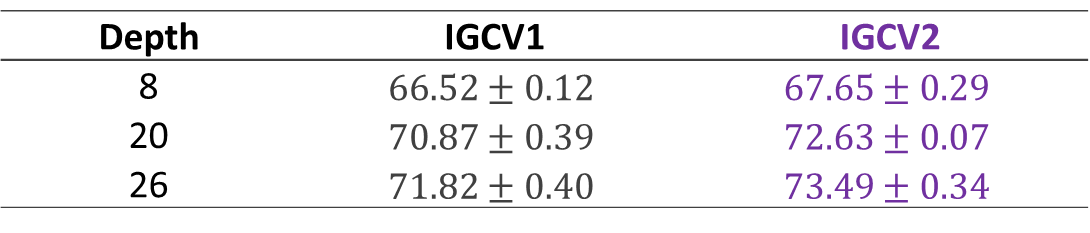 Depth IGCV1 IGCV2
8 66.52 ± 0.12 67.65 ± 0.29
20 70.87 ± 0.39 72.63 ± 0.07
26 71.82 ± 0.40 73.49 ± 0.34